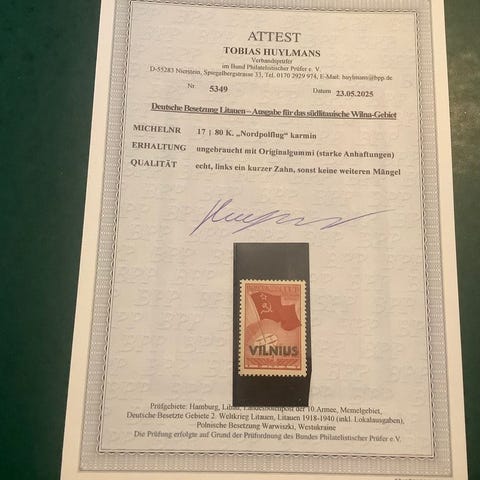 ATTEST
TOBIAS HUYLMANS
Verbandsprüfer
im Bund Philatelistischer Prüfer e. V.
D-55283 Nierstein, Spiegelbergstrasse 33, Tel. 0170 2929 974, E-Mail: huylmans@bpp.de
Nr 5349 Datum 23.05.2025
Deutsche Besetzung Litauen – Ausgabe für das südlitauische Wilna-Gebiet
MICHELNR 17 | 80 K. „Nordpolflug" karmin
ERHALTUNG ungebraucht mit Originalgummi (starke Anhaftungen)
QUALITÄT echt, links ein kurzer Zahn, sonst keine weiteren Mängel
VILNIUS
Prüfgebiete: Hamburg, Libau, Landesbotenpost der 10.Armee, Memelgebiet,
Deutsche Besetzte Gebiete 2. Weltkrieg Litauen, Litauen 1918-1940 (inkl. Lokalausgaben),
Polnische Besetzung Warwiszki, Westukraine
Die Prüfung erfolgte auf Grund der Prüfordnung des Bundes Philatelistischer Prüfer e.V.